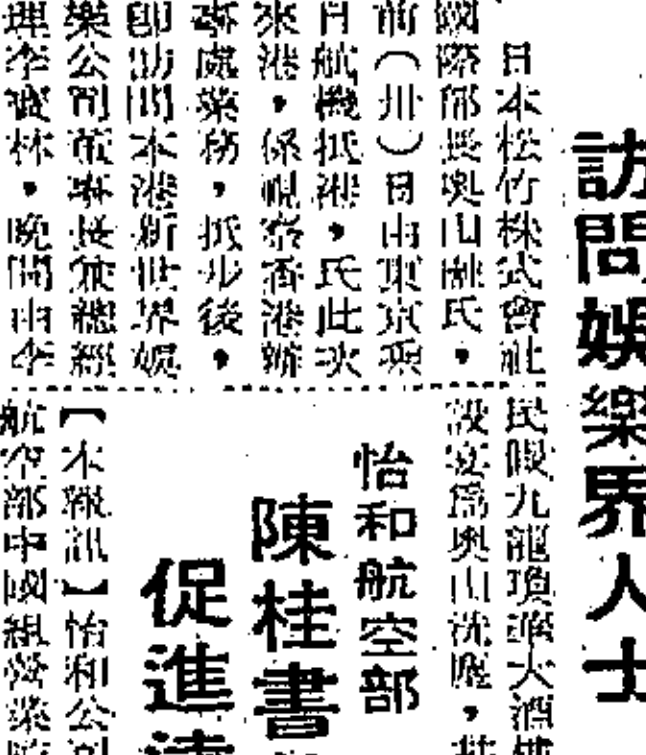 訪問娛樂界人士
日本松竹株式會社
國際部長奧山融氏，
前（卅）日由東京乘
日航機抵港，氏此次
來港，係視察香港辦
事處業務，抵步後，
即訪問本港新世界娛
樂公司董事長兼總經
理李實林，晚間由李
民假九龍瓊華大酒樓
設宴為奧山洗塵，
怡和航空部
陳桂書
促進
【本報訊】怡和公司
航空部中國組營業